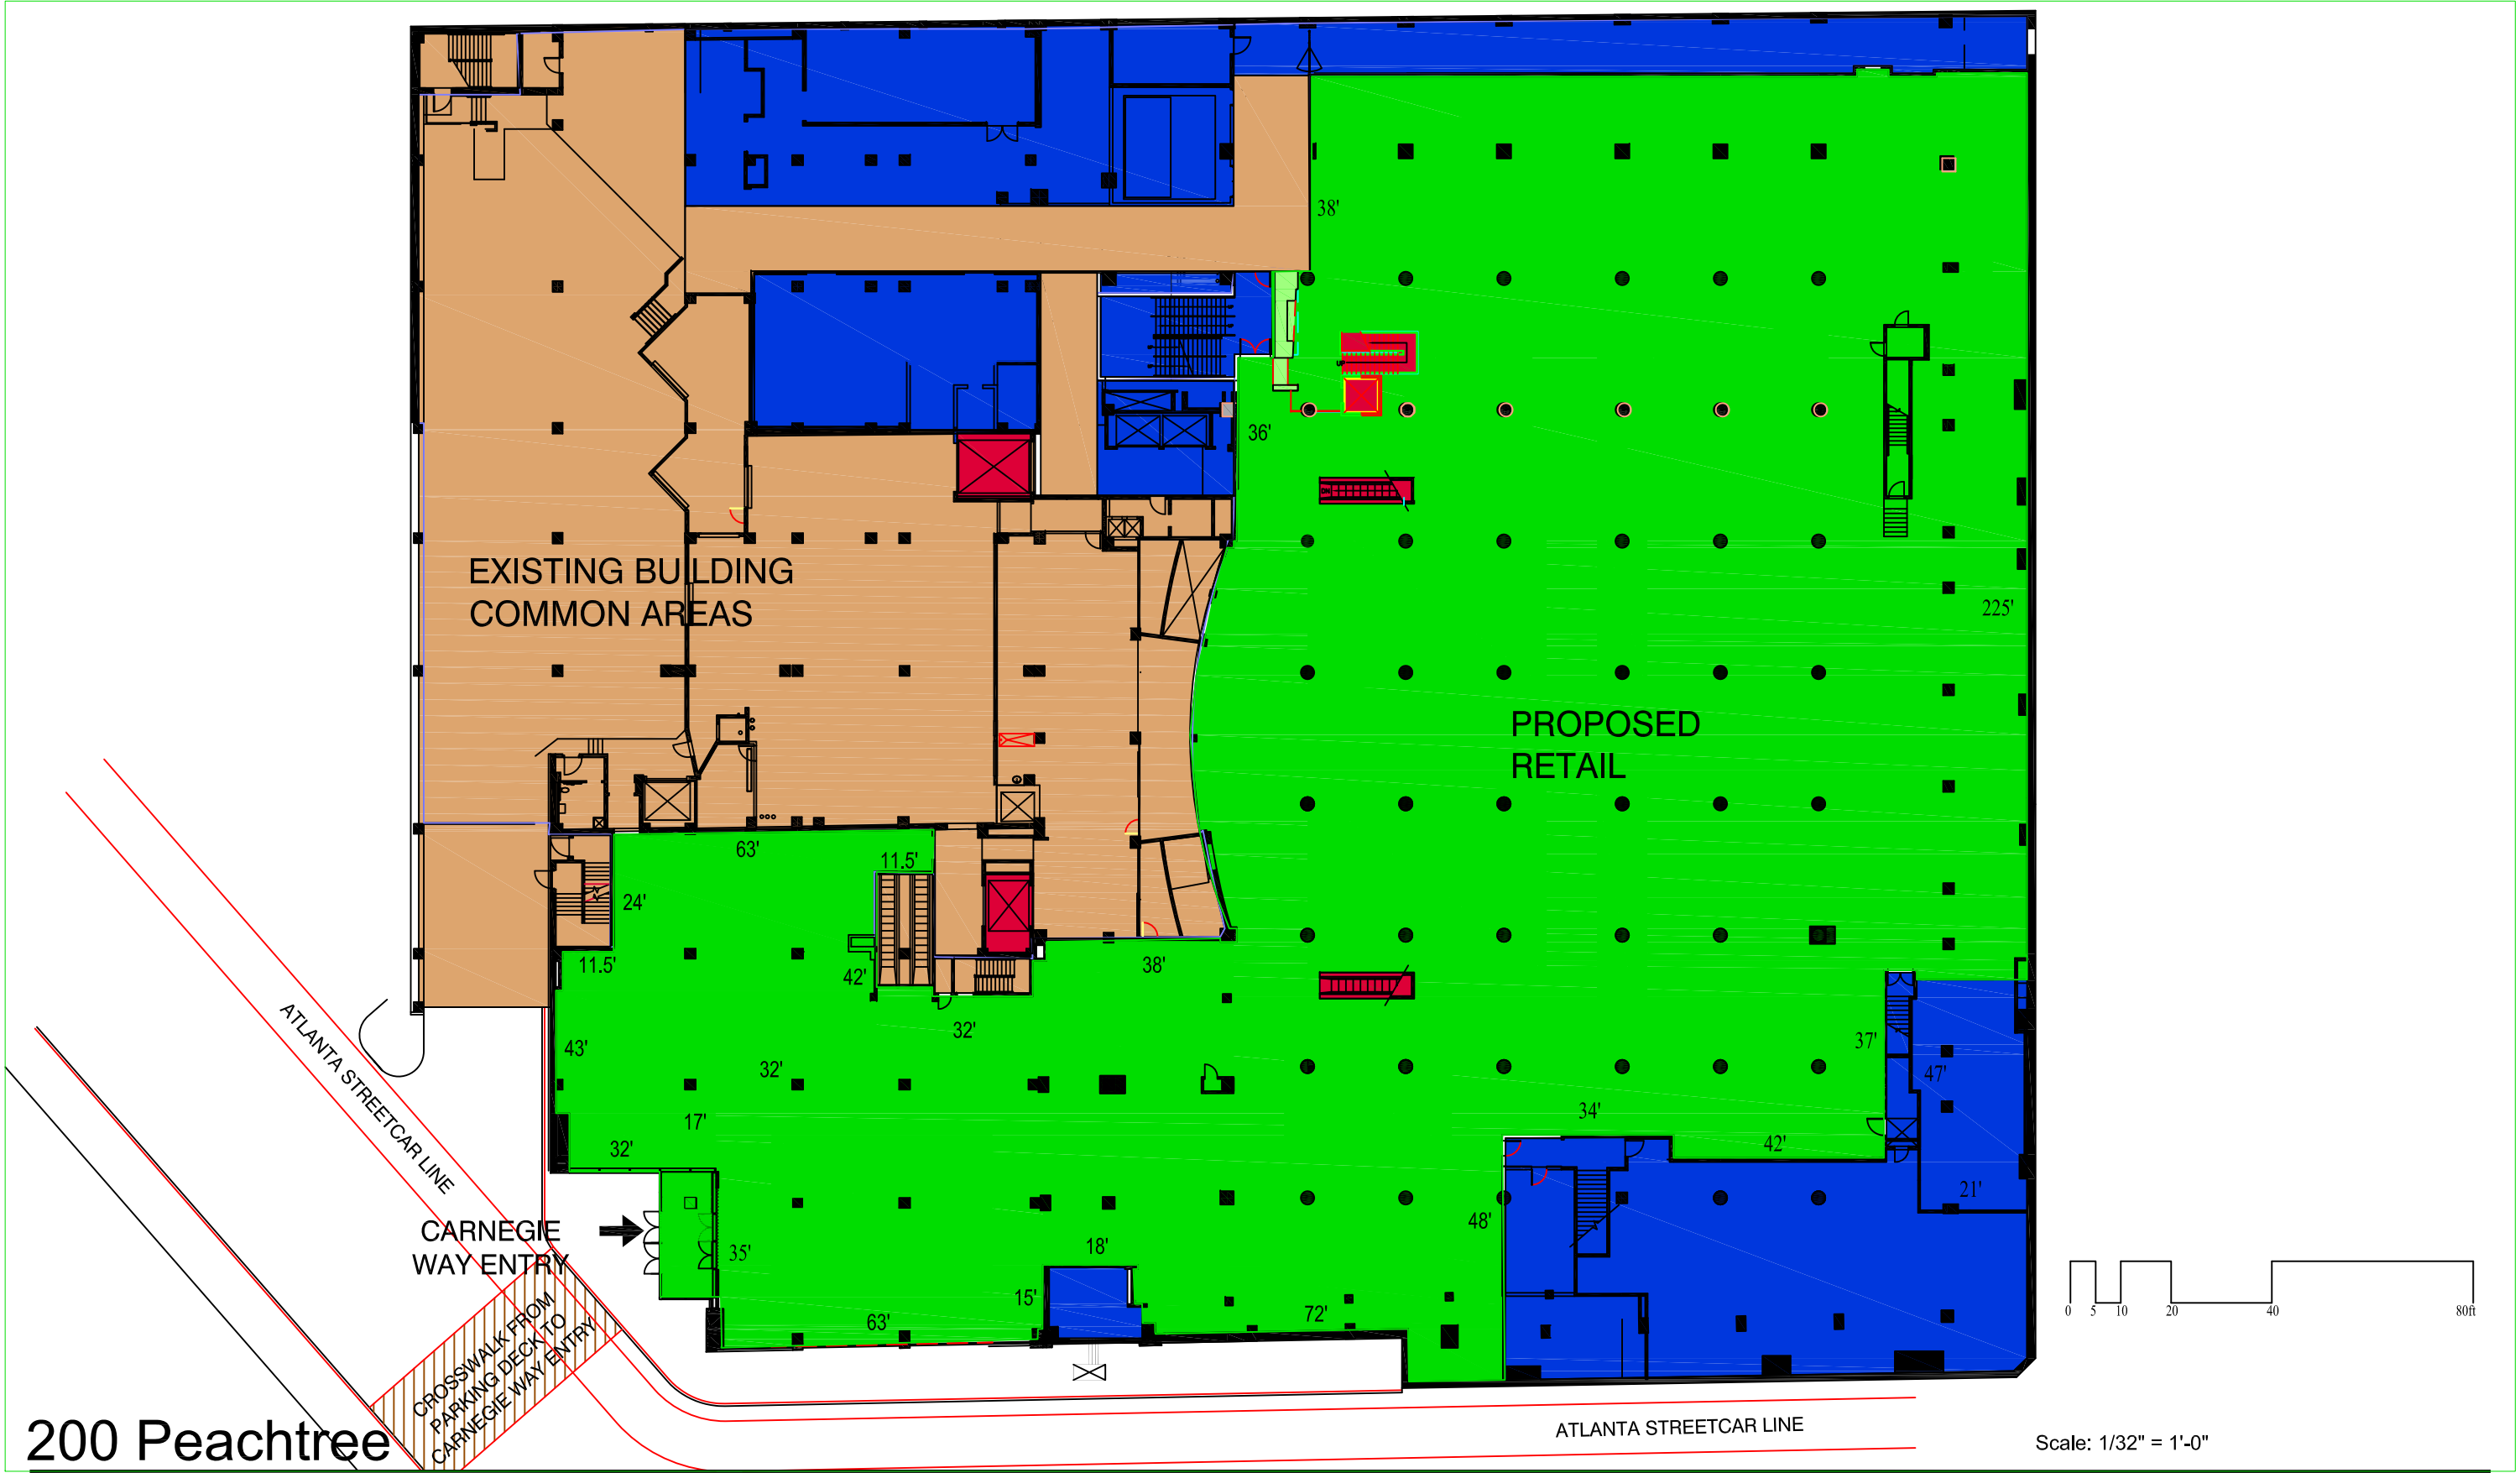 38'
36'
EXISTING BUILDING
COMMON AREAS
225'
PROPOSED
RETAIL
63'
11.5'
24'
11.5'
42'
38'
32'
43'
32'
17'
32'
37'
47'
34'
42'
21'
48'
35'
18'
15'
63'
72'
ATLANTA STREETCAR LINE
CARNEGIE
WAY ENTRY
CROSSWALK FROM
PARKING DECK TO
CARNEGIE WAY ENTRY
0 5 10 20 40 80ft
200 Peachtree
ATLANTA STREETCAR LINE
Scale: 1/32" = 1'-0"